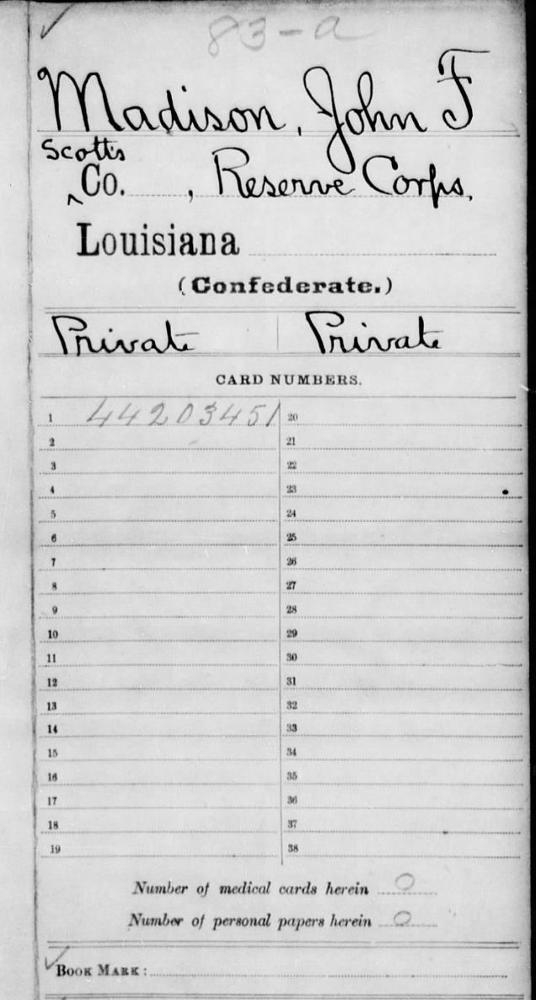 83-a
Madison, John F
Scott's
Co. , Reserve Corps,
Louisiana
(Confederate.)
Private Private
CARD NUMBERS.
1 44203451 20
2 21
3 22
4 23
5 24
6 25
7 26
8 27
9 28
10 29
11 30
12 31
13 32
14 33
15 34
16 35
17 36
18 37
19 38
Number of medical cards herein 0
Number of personal papers herein 0
BOOK MARK: